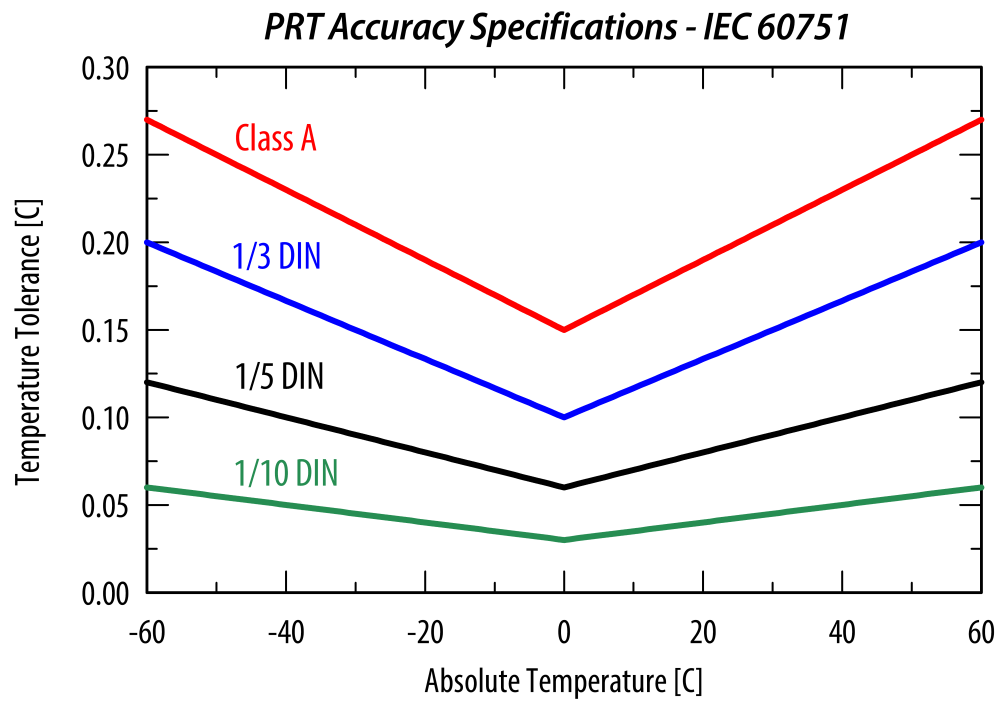 PRT Accuracy Specifications - IEC 60751
0.30
0.25
0.20
0.15
0.10
0.05
0.00
Temperature Tolerance [C]
Class A
1/3 DIN
1/5 DIN
1/10 DIN
-60 -40 -20 0 20 40 60
Absolute Temperature [C]